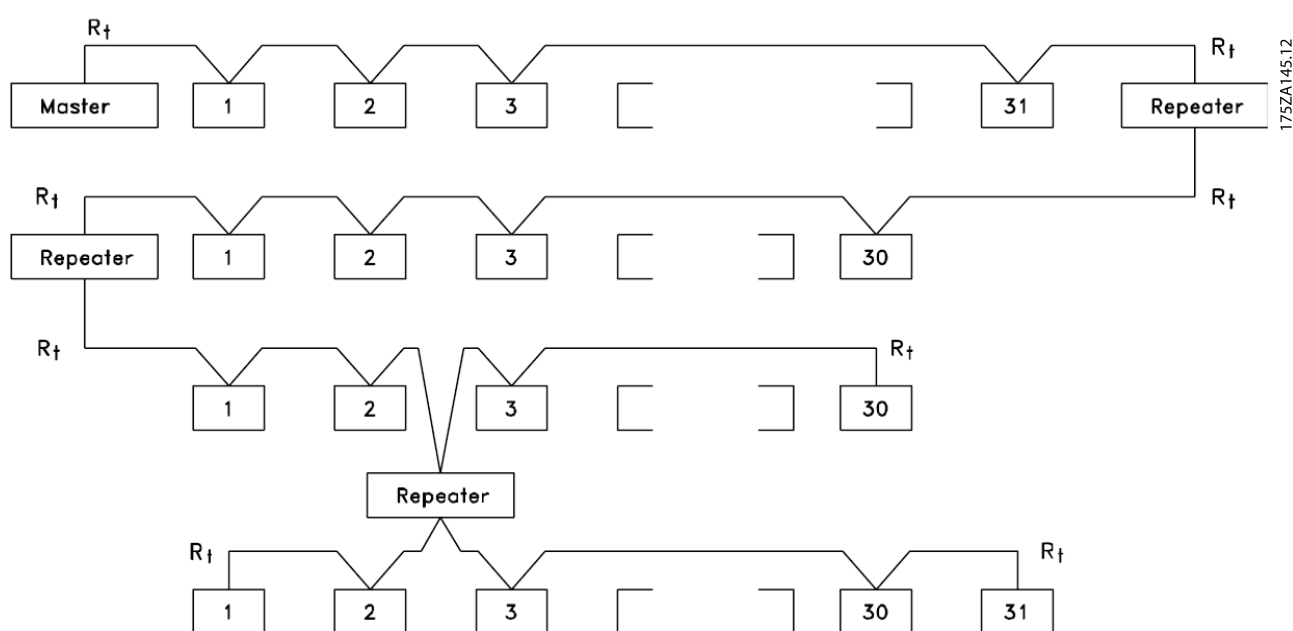 Rt
Rt
Master 1 2 3 31 Repeater
175ZA145.12
Rt Rt
Repeater 1 2 3 30
Rt Rt
1 2 3 30
Repeater
Rt Rt
1 2 3 30 31